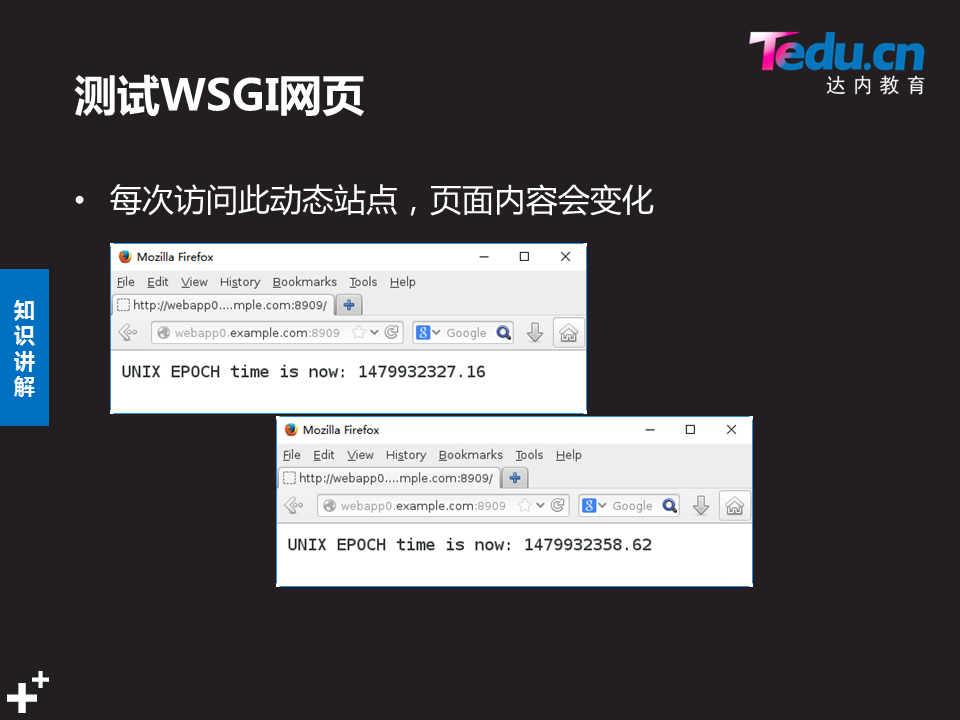 Tedu.cn
达内教育
测试WSGI网页
• 每次访问此动态站点，页面内容会变化
知识讲解
Mozilla Firefox
File Edit View History Bookmarks Tools Help
http://webapp0....mple.com:8909/
webapp0.example.com:8909 Google
UNIX EPOCH time is now: 1479932327.16
Mozilla Firefox
File Edit View History Bookmarks Tools Help
http://webapp0....mple.com:8909/
webapp0.example.com:8909 Google
UNIX EPOCH time is now: 1479932358.62